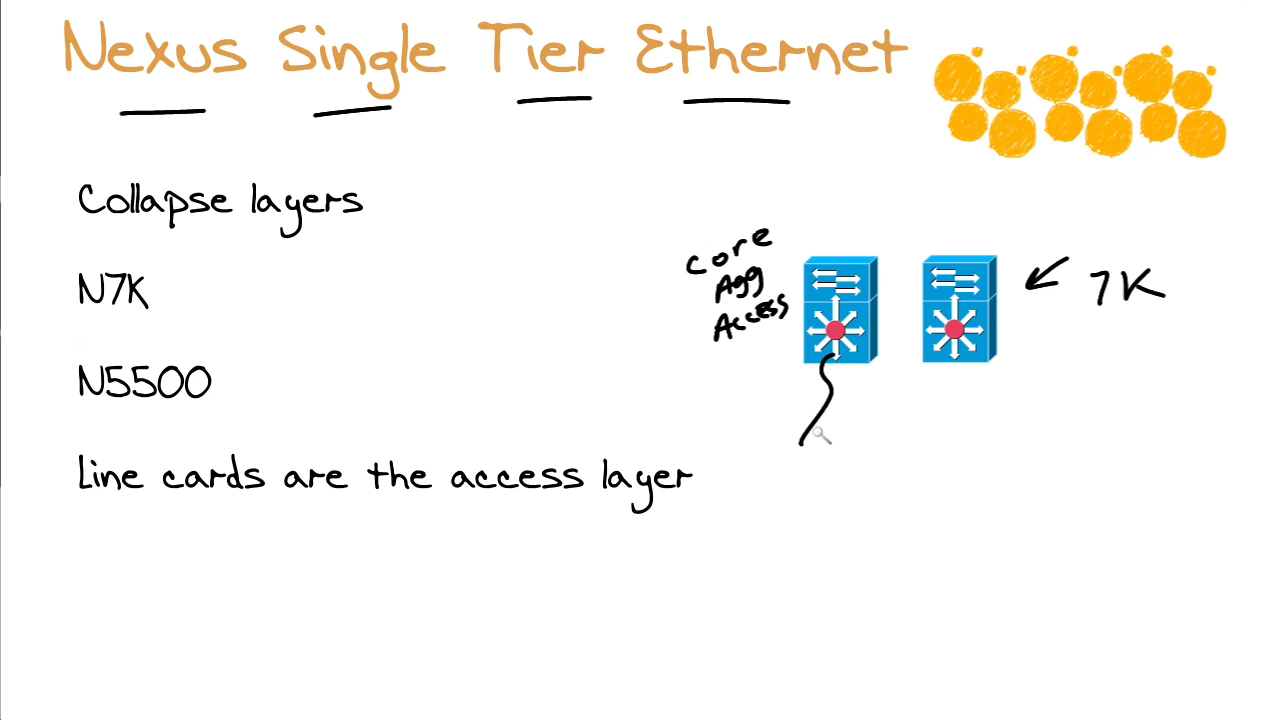 Nexus Single Tier Ethernet
Collapse layers
N7K
N5500
Line cards are the access layer
Core
Agg
Access
7K